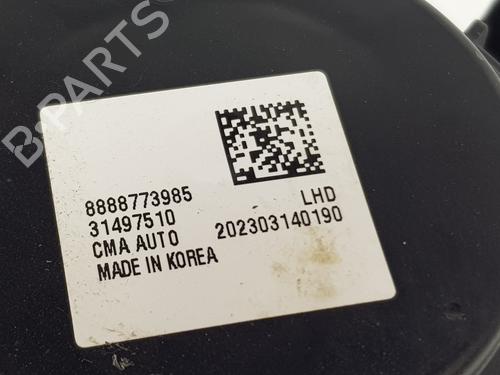 B-PARTS
8888773985
31497510 LHD
CMA AUTO 202303140190
MADE IN KOREA